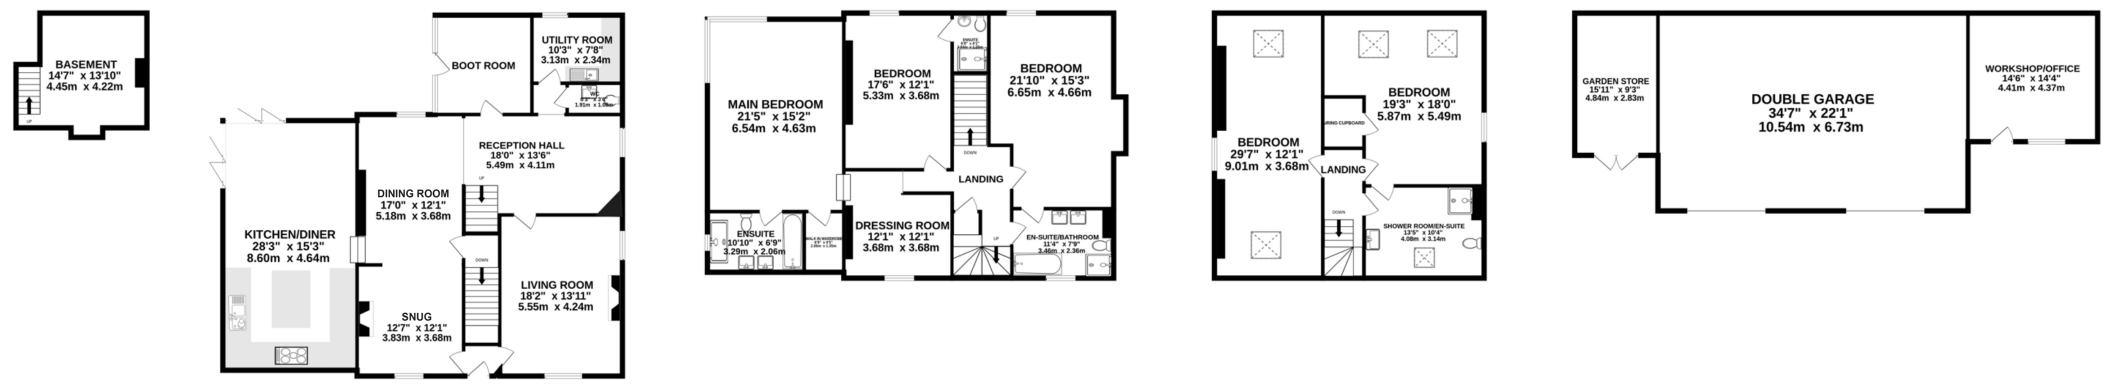 BASEMENT
14'7" x 13'10"
4.45m x 4.22m
UP
UTILITY ROOM
10'3" x 7'8"
3.13m x 2.34m
BOOT ROOM
WC
RECEPTION HALL
18'0" x 13'6"
5.49m x 4.11m
UP
DINING ROOM
17'0" x 12'1"
5.18m x 3.68m
KITCHEN/DINER
28'3" x 15'3"
8.60m x 4.64m
DOWN
LIVING ROOM
18'2" x 13'11"
5.55m x 4.24m
SNUG
12'7" x 12'1"
3.83m x 3.68m
ENSUITE
BEDROOM
17'6" x 12'1"
5.33m x 3.68m
BEDROOM
21'10" x 15'3"
6.65m x 4.66m
MAIN BEDROOM
21'5" x 15'2"
6.54m x 4.63m
DOWN
LANDING
DRESSING ROOM
12'1" x 12'1"
3.68m x 3.68m
ENSUITE
10'10" x 6'9"
3.29m x 2.06m
WALK IN WARDROBE
UP
EN-SUITE/BATHROOM
11'4" x 7'9"
3.46m x 2.36m
BEDROOM
19'3" x 18'0"
5.87m x 5.49m
CUPBOARD
BEDROOM
29'7" x 12'1"
9.01m x 3.68m
LANDING
DOWN
SHOWER ROOM/EN-SUITE
13'5" x 10'4"
4.08m x 3.14m
GARDEN STORE
15'11" x 9'3"
4.84m x 2.83m
DOUBLE GARAGE
34'7" x 22'1"
10.54m x 6.73m
WORKSHOP/OFFICE
14'6" x 14'4"
4.41m x 4.37m